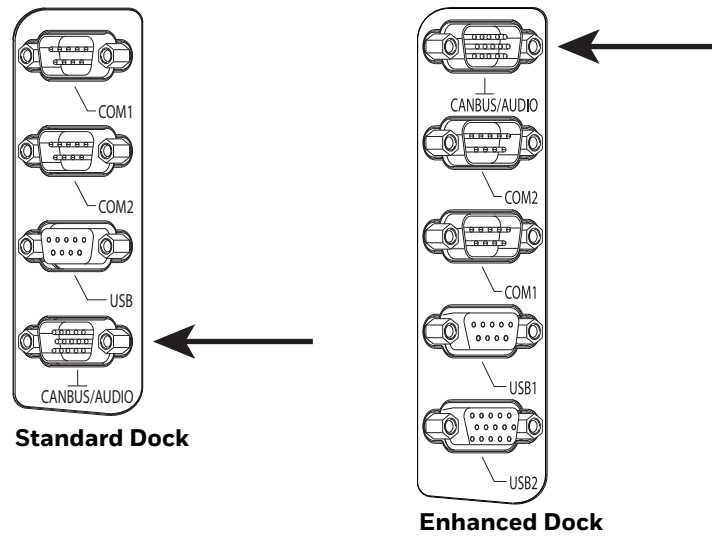 COM1
COM2
USB
CANBUS/AUDIO
Standard Dock
CANBUS/AUDIO
COM2
COM1
USB1
USB2
Enhanced Dock